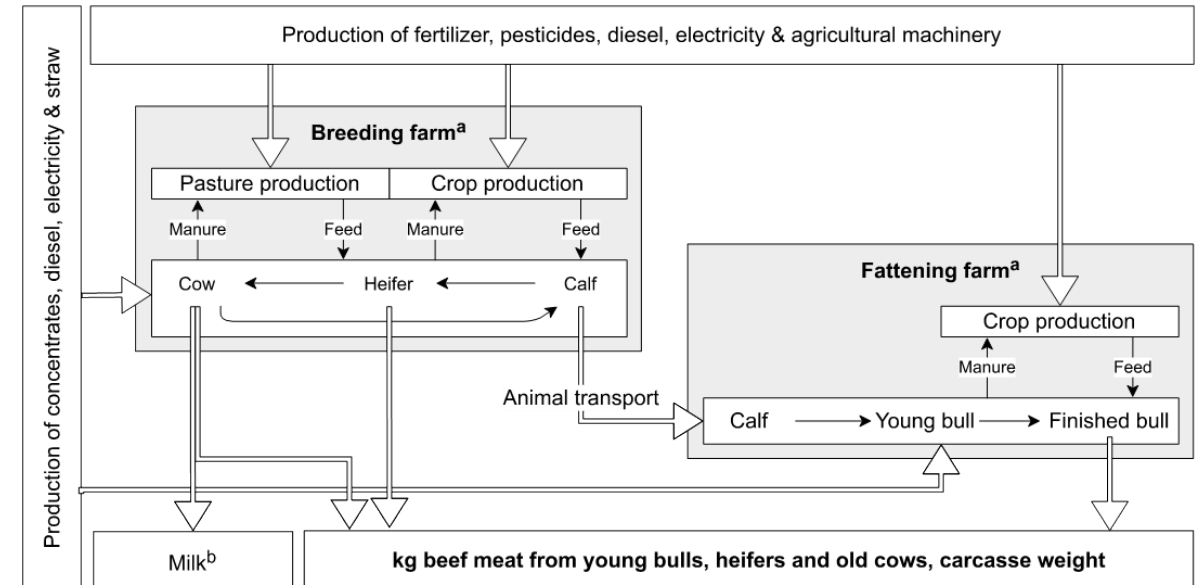 Production of concentrates, diesel, electricity & straw
Production of fertilizer, pesticides, diesel, electricity & agricultural machinery
Breeding farmª
Pasture production
Crop production
Manure
Feed
Manure
Feed
Cow
Heifer
Calf
Fattening farmª
Crop production
Manure
Feed
Animal transport
Calf
Young bull
Finished bull
Milkᵇ
kg beef meat from young bulls, heifers and old cows, carcasse weight